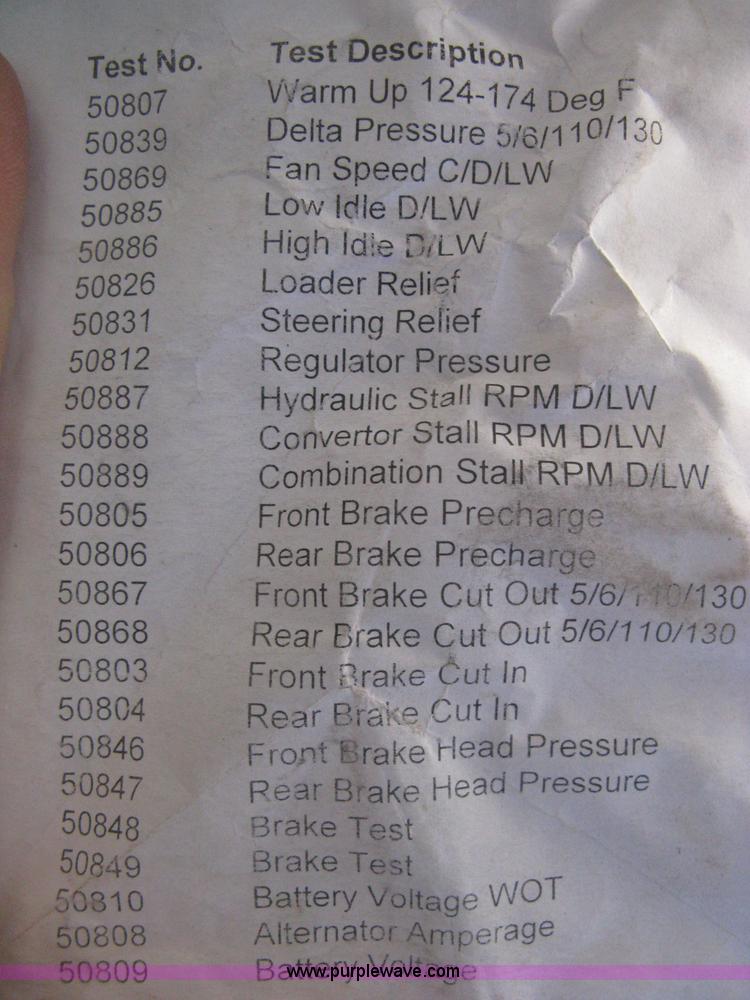 Test No. Test Description
50807 Warm Up 124-174 Deg F
50839 Delta Pressure 5/6/110/130
50869 Fan Speed C/D/LW
50885 Low Idle D/LW
50886 High Idle D/LW
50826 Loader Relief
50831 Steering Relief
50812 Regulator Pressure
50887 Hydraulic Stall RPM D/LW
50888 Convertor Stall RPM D/LW
50889 Combination Stall RPM D/LW
50805 Front Brake Precharge
50806 Rear Brake Precharge
50867 Front Brake Cut Out 5/6/110/130
50868 Rear Brake Cut Out 5/6/110/130
50803 Front Brake Cut In
50804 Rear Brake Cut In
50846 Front Brake Head Pressure
50847 Rear Brake Head Pressure
50848 Brake Test
50849 Brake Test
50810 Battery Voltage WOT
50808 Alternator Amperage
50809 Battery Voltage
www.purplewave.com